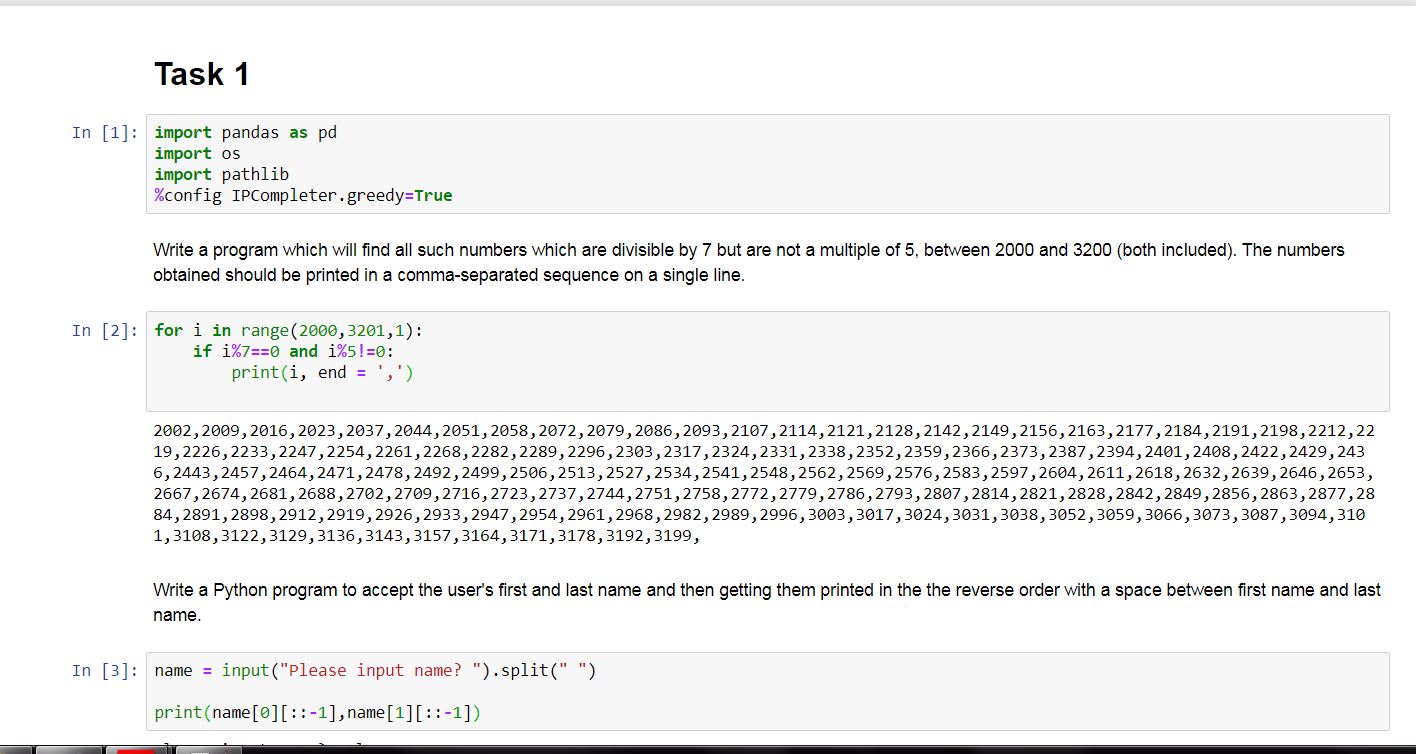 Task 1
In [1]: import pandas as pd
import os
import pathlib
%config IPCompleter.greedy=True
Write a program which will find all such numbers which are divisible by 7 but are not a multiple of 5, between 2000 and 3200 (both included). The numbers
obtained should be printed in a comma-separated sequence on a single line.
In [2]: for i in range(2000,3201,1):
    if i%7==0 and i%5!=0:
        print(i, end = ',')
2002,2009,2016,2023,2037,2044,2051,2058,2072,2079,2086,2093,2107,2114,2121,2128,2142,2149,2156,2163,2177,2184,2191,2198,2212,22
19,2226,2233,2247,2254,2261,2268,2282,2289,2296,2303,2317,2324,2331,2338,2352,2359,2366,2373,2387,2394,2401,2408,2422,2429,243
6,2443,2457,2464,2471,2478,2492,2499,2506,2513,2527,2534,2541,2548,2562,2569,2576,2583,2597,2604,2611,2618,2632,2639,2646,2653,
2667,2674,2681,2688,2702,2709,2716,2723,2737,2744,2751,2758,2772,2779,2786,2793,2807,2814,2821,2828,2842,2849,2856,2863,2877,28
84,2891,2898,2912,2919,2926,2933,2947,2954,2961,2968,2982,2989,2996,3003,3017,3024,3031,3038,3052,3059,3066,3073,3087,3094,310
1,3108,3122,3129,3136,3143,3157,3164,3171,3178,3192,3199,
Write a Python program to accept the user's first and last name and then getting them printed in the the reverse order with a space between first name and last
name.
In [3]: name = input("Please input name? ").split(" ")
print(name[0][::-1],name[1][::-1])